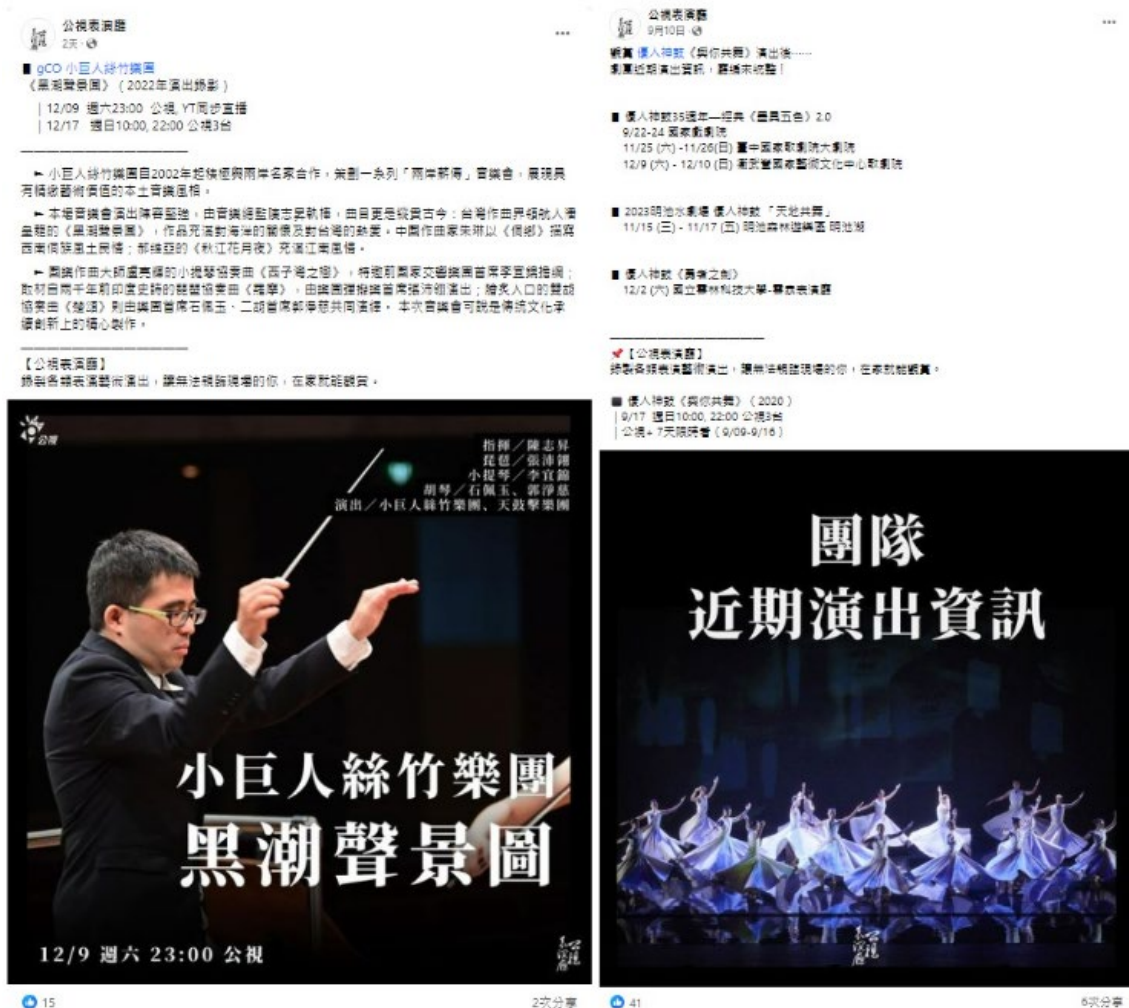 公視表演廳
2天
■ gCO 小巨人絲竹樂團
《黑潮聲景圖》（2022年演出錄影）
｜12/09 週六23:00 公視, YT同步直播
｜12/17 週日10:00, 22:00 公視3台
► 小巨人絲竹樂團自2002年起積極與兩岸名家合作，策劃一系列「兩岸薪傳」音樂會，展現具
有精緻藝術價值的本土音樂風格。
► 本場音樂會演出陣容堅強，由音樂總監陳志昇執棒，曲目更是縱貫古今：台灣作曲界領航人潘
皇龍的《黑潮聲景圖》，作品充滿對海洋的關懷及對台灣的熱愛。中國作曲家朱琳以《侗鄉》描寫
西南侗族風土民情；郝維亞的《秋江花月夜》充滿江南風情。
► 國樂作曲大師盧亮輝的小提琴協奏曲《西子灣之戀》，特邀前國家交響樂團首席李宜錦擔綱；
取材自兩千年前印度史詩的琵琶協奏曲《羅摩》，由樂團彈撥樂首席張沛翎演出；膾炙人口的雙胡
協奏曲《楚頌》則由樂團首席石佩玉、二胡首席郭淨慈共同演繹。 本次音樂會可說是傳統文化承
續創新上的精心製作。
【公視表演廳】
錄製各類表演藝術演出，讓無法親臨現場的你，在家就能觀賞。
公視
指揮／陳志昇
琵琶／張沛翎
小提琴／李宜錦
胡琴／石佩玉、郭淨慈
演出／小巨人絲竹樂團、天鼓擊樂團
小巨人絲竹樂團
黑潮聲景圖
12/9 週六 23:00 公視
公視表演廳
15
2次分享
公視表演廳
9月10日
觀賞 優人神鼓《與你共舞》演出後⋯⋯
劇團近期演出資訊，廳編來統整！
■ 優人神鼓35週年—經典《墨具五色》2.0
9/22-24 國家戲劇院
11/25 (六) -11/26(日) 臺中國家歌劇院大劇院
12/9 (六) - 12/10 (日) 衛武營國家藝術文化中心歌劇院
■ 2023明池水劇場 優人神鼓 「天地共舞」
11/15 (三) - 11/17 (五) 明池森林遊樂區 明池湖
■ 優人神鼓《勇者之劍》
12/2 (六) 國立雲林科技大學-雲泰表演廳
【公視表演廳】
錄製各類表演藝術演出，讓無法親臨現場的你，在家就能觀賞。
■ 優人神鼓《與你共舞》（2020）
｜9/17 週日10:00, 22:00 公視3台
｜公視+ 7天限時看（9/09-9/16）
團隊
近期演出資訊
公視表演廳
41
6次分享